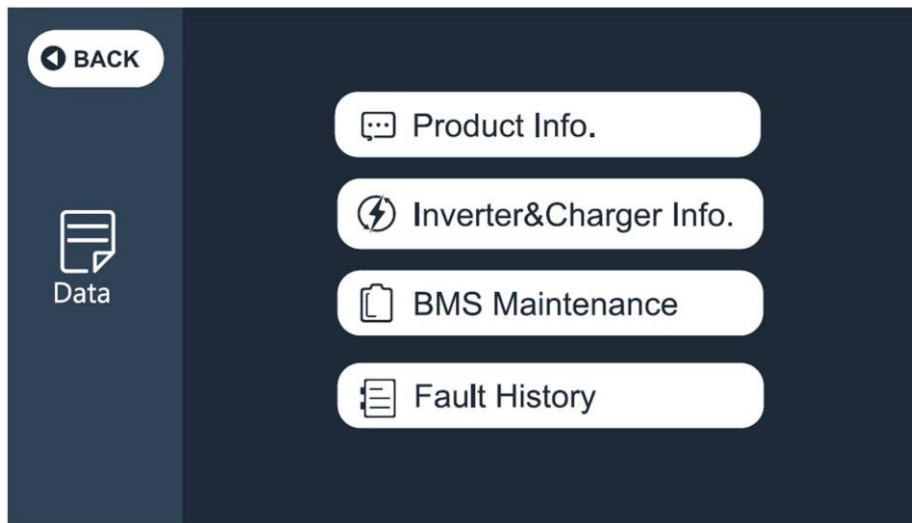 BACK
Data
Product Info.
Inverter&Charger Info.
BMS Maintenance
Fault History